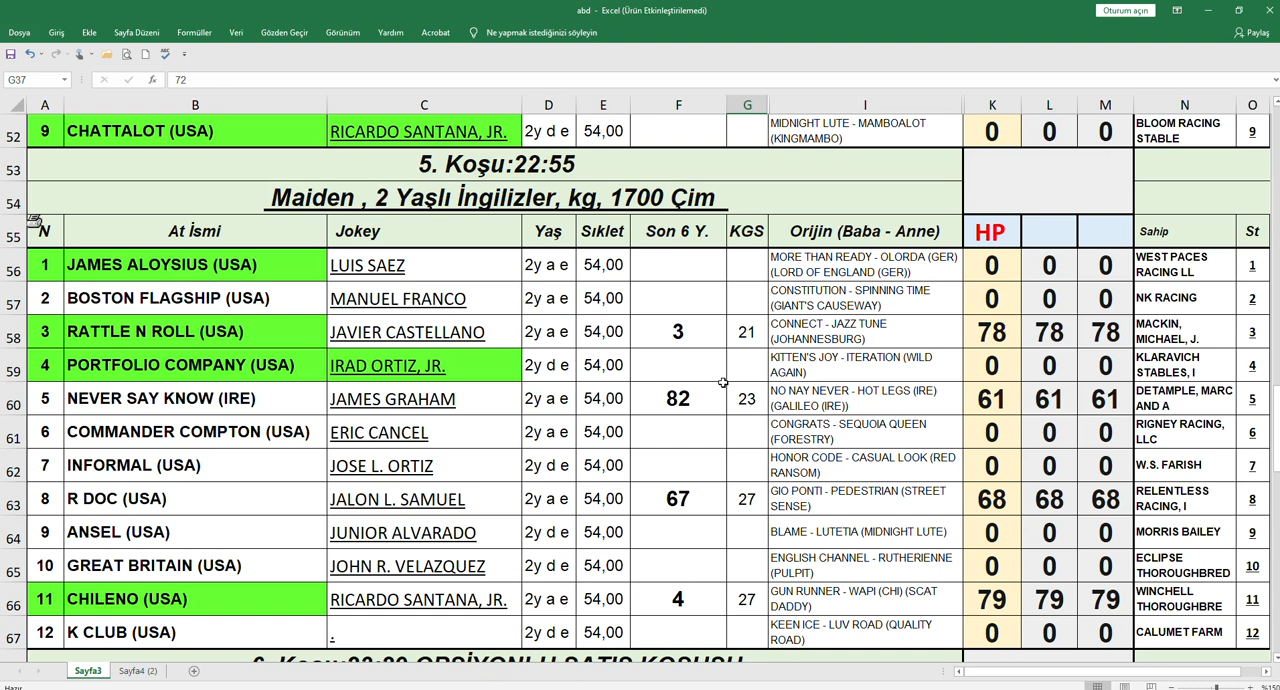 abd - Excel (Ürün Etkinleştirilemedi)
Oturum açın
Dosya Giriş Ekle Sayfa Düzeni Formüller Veri Gözden Geçir Görünüm Yardım Acrobat Ne yapmak istediğinizi söyleyin Paylaş
G37 fx 72
A B C D E F G I K L M N O
52 9 CHATTALOT (USA) RICARDO SANTANA, JR. 2y d e 54,00 MIDNIGHT LUTE - MAMBOALOT (KINGMAMBO) 0 0 0 BLOOM RACING STABLE 9
53 5. Koşu:22:55
54 Maiden , 2 Yaşlı İngilizler, kg, 1700 Çim
55 N At İsmi Jokey Yaş Sıklet Son 6 Y. KGS Orijin (Baba - Anne) HP Sahip St
56 1 JAMES ALOYSIUS (USA) LUIS SAEZ 2y a e 54,00 MORE THAN READY - OLORDA (GER) (LORD OF ENGLAND (GER)) 0 0 0 WEST PACES RACING LL 1
57 2 BOSTON FLAGSHIP (USA) MANUEL FRANCO 2y a e 54,00 CONSTITUTION - SPINNING TIME (GIANT'S CAUSEWAY) 0 0 0 NK RACING 2
58 3 RATTLE N ROLL (USA) JAVIER CASTELLANO 2y a e 54,00 3 21 CONNECT - JAZZ TUNE (JOHANNESBURG) 78 78 78 MACKIN, MICHAEL, J. 3
59 4 PORTFOLIO COMPANY (USA) IRAD ORTIZ, JR. 2y d e 54,00 KITTEN'S JOY - ITERATION (WILD AGAIN) 0 0 0 KLARAVICH STABLES, I 4
60 5 NEVER SAY KNOW (IRE) JAMES GRAHAM 2y a e 54,00 82 23 NO NAY NEVER - HOT LEGS (IRE) (GALILEO (IRE)) 61 61 61 DETAMPLE, MARC AND A 5
61 6 COMMANDER COMPTON (USA) ERIC CANCEL 2y a e 54,00 CONGRATS - SEQUOIA QUEEN (FORESTRY) 0 0 0 RIGNEY RACING, LLC 6
62 7 INFORMAL (USA) JOSE L. ORTIZ 2y d e 54,00 HONOR CODE - CASUAL LOOK (RED RANSOM) 0 0 0 W.S. FARISH 7
63 8 R DOC (USA) JALON L. SAMUEL 2y a e 54,00 67 27 GIO PONTI - PEDESTRIAN (STREET SENSE) 68 68 68 RELENTLESS RACING, I 8
64 9 ANSEL (USA) JUNIOR ALVARADO 2y d e 54,00 BLAME - LUTETIA (MIDNIGHT LUTE) 0 0 0 MORRIS BAILEY 9
65 10 GREAT BRITAIN (USA) JOHN R. VELAZQUEZ 2y d e 54,00 ENGLISH CHANNEL - RUTHERIENNE (PULPIT) 0 0 0 ECLIPSE THOROUGHBRED 10
66 11 CHILENO (USA) RICARDO SANTANA, JR. 2y a e 54,00 4 27 GUN RUNNER - WAPI (CHI) (SCAT DADDY) 79 79 79 WINCHELL THOROUGHBRE 11
67 12 K CLUB (USA) . 2y d e 54,00 KEEN ICE - LUV ROAD (QUALITY ROAD) 0 0 0 CALUMET FARM 12
Sayfa3 Sayfa4 (2)
Hazır %150